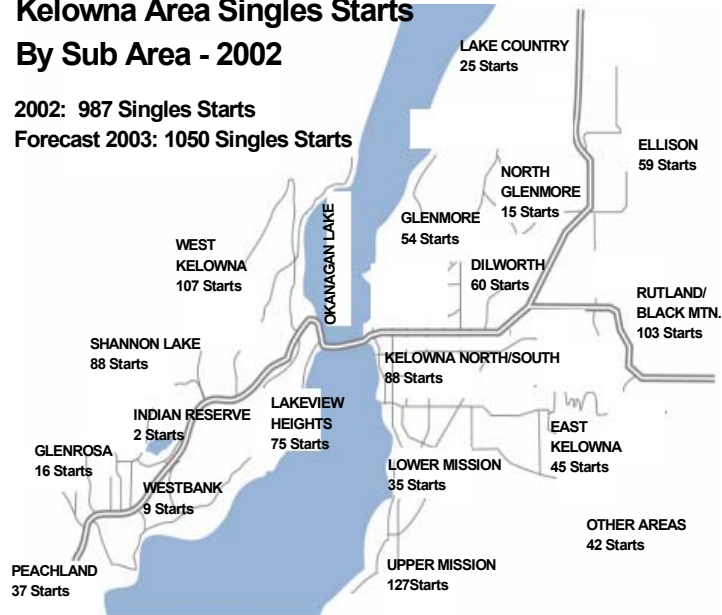 Kelowna Area Singles Starts
By Sub Area - 2002
2002: 987 Singles Starts
Forecast 2003: 1050 Singles Starts
LAKE COUNTRY
25 Starts
ELLISON
59 Starts
NORTH
GLENMORE
15 Starts
GLENMORE
54 Starts
OKANAGAN LAKE
WEST
KELOWNA
107 Starts
DILWORTH
60 Starts
RUTLAND/
BLACK MTN.
103 Starts
SHANNON LAKE
88 Starts
KELOWNA NORTH/SOUTH
88 Starts
INDIAN RESERVE
2 Starts
LAKEVIEW
HEIGHTS
75 Starts
EAST
KELOWNA
45 Starts
GLENROSA
16 Starts
LOWER MISSION
35 Starts
WESTBANK
9 Starts
OTHER AREAS
42 Starts
UPPER MISSION
127Starts
PEACHLAND
37 Starts